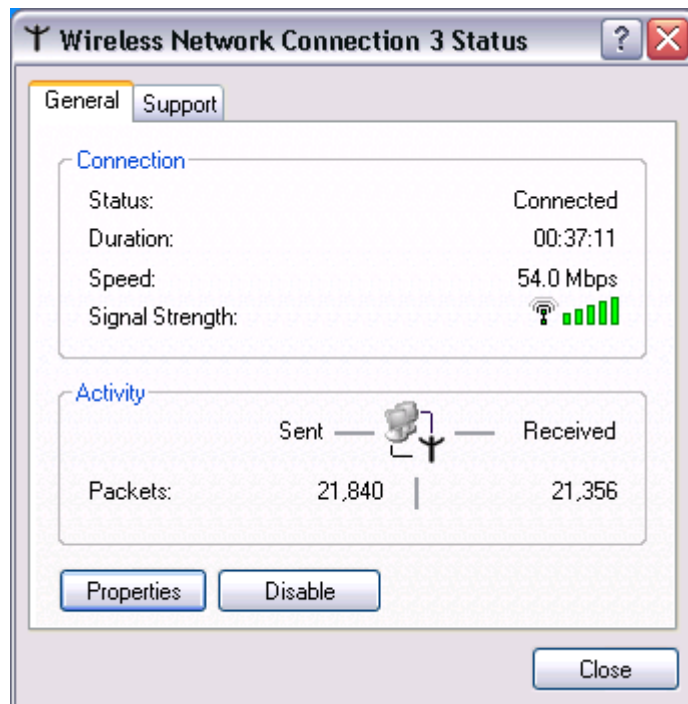 Wireless Network Connection 3 Status
General Support
Connection
Status: Connected
Duration: 00:37:11
Speed: 54.0 Mbps
Signal Strength:
Activity
Sent Received
Packets: 21,840 21,356
Properties Disable
Close